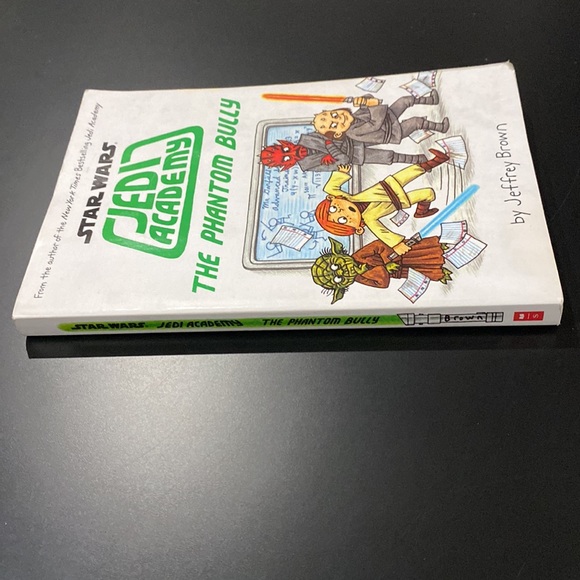 From the author of the New York Times Bestselling Jedi Academy
STAR WARS
JEDI
ACADEMY
THE PHANTOM BULLY
by Jeffrey Brown
STAR WARS JEDI ACADEMY THE PHANTOM BULLY Brown